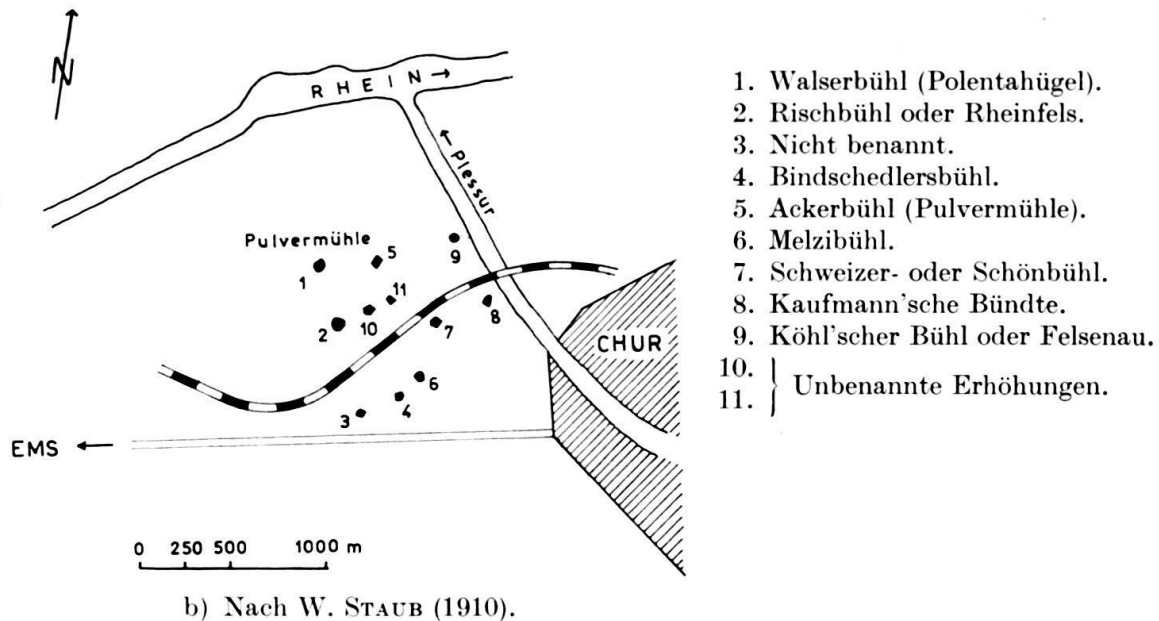 N
RHEIN →
← Plessur
Pulvermühle
1
5
9
11
2
10
7
8
CHUR
6
4
3
EMS ←
0 250 500 1000 m
b) Nach W. STAUB (1910).
1. Walserbühl (Polentahügel).
2. Rischbühl oder Rheinfels.
3. Nicht benannt.
4. Bindschedlersbühl.
5. Ackerbühl (Pulvermühle).
6. Melzibühl.
7. Schweizer- oder Schönbühl.
8. Kaufmann'sche Bündte.
9. Köhl'scher Bühl oder Felsenau.
10.
11. } Unbenannte Erhöhungen.